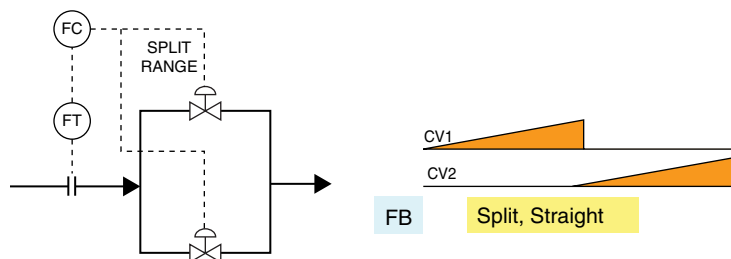 FC
SPLIT
RANGE
FT
CV1
CV2
FB
Split, Straight